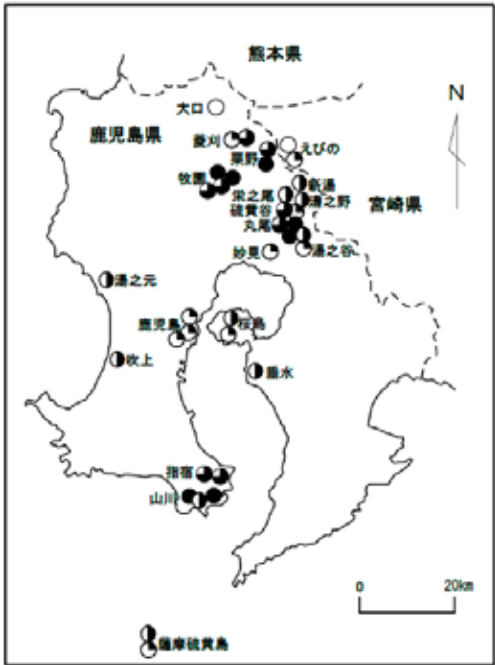 熊本県
大口
N
鹿児島県
菱刈
えびの
栗野
牧園
新湯
栄之尾
湯之野
硫黄谷
宮崎県
丸尾
妙見
湯之谷
湯之元
鹿児島
桜島
吹上
垂水
指宿
山川
0
20km
薩摩硫黄島